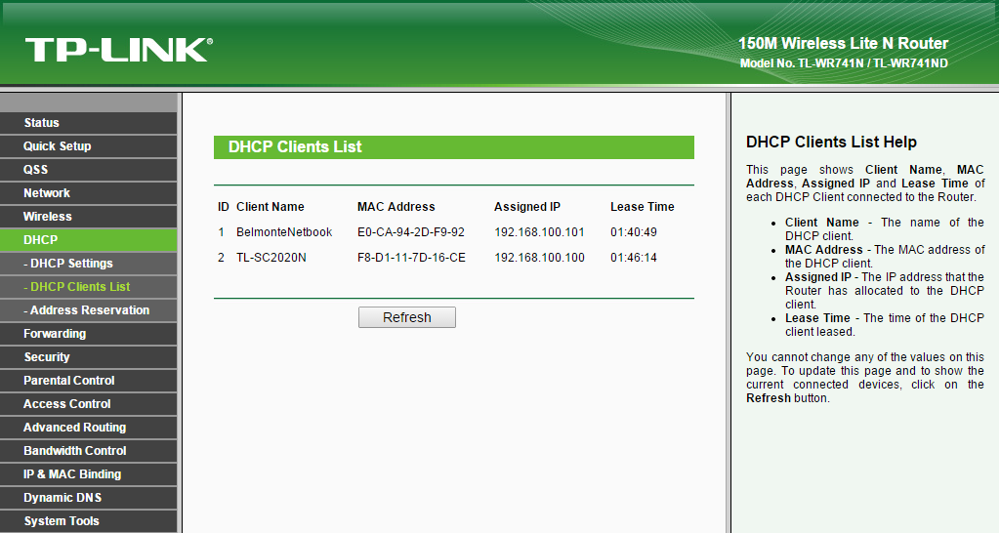 TP-LINK®
150M Wireless Lite N Router
Model No. TL-WR741N / TL-WR741ND
Status
Quick Setup
QSS
Network
Wireless
DHCP
- DHCP Settings
- DHCP Clients List
- Address Reservation
Forwarding
Security
Parental Control
Access Control
Advanced Routing
Bandwidth Control
IP & MAC Binding
Dynamic DNS
System Tools
DHCP Clients List
ID Client Name MAC Address Assigned IP Lease Time
1 BelmonteNetbook E0-CA-94-2D-F9-92 192.168.100.101 01:40:49
2 TL-SC2020N F8-D1-11-7D-16-CE 192.168.100.100 01:46:14
Refresh
DHCP Clients List Help
This page shows Client Name, MAC
Address, Assigned IP and Lease Time of
each DHCP Client connected to the Router.
• Client Name - The name of the
DHCP client.
• MAC Address - The MAC address of
the DHCP client.
• Assigned IP - The IP address that the
Router has allocated to the DHCP
client.
• Lease Time - The time of the DHCP
client leased.
You cannot change any of the values on this
page. To update this page and to show the
current connected devices, click on the
Refresh button.